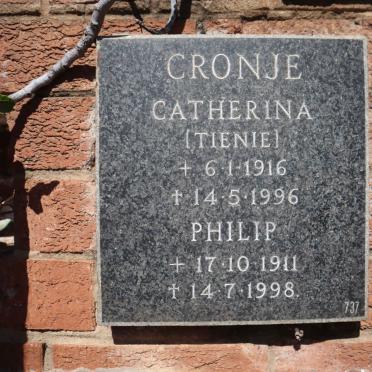 CRONJE
CATHERINA
[TIENIE]
+ 6·1·1916
† 14·5·1996
PHILIP
+ 17·10·1911
† 14·7·1998.
737